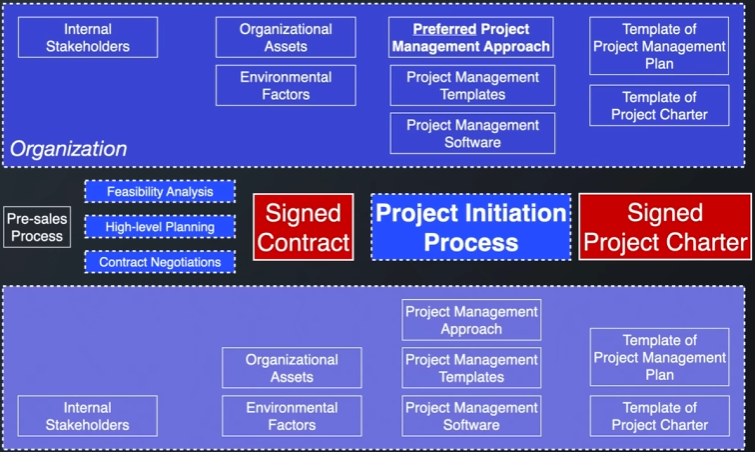 Internal
Stakeholders
Organizational
Assets
Environmental
Factors
Preferred Project
Management Approach
Project Management
Templates
Project Management
Software
Template of
Project Management
Plan
Template of
Project Charter
Organization
Pre-sales
Process
Feasibility Analysis
High-level Planning
Contract Negotiations
Signed
Contract
Project Initiation
Process
Signed
Project Charter
Internal
Stakeholders
Organizational
Assets
Environmental
Factors
Project Management
Approach
Project Management
Templates
Project Management
Software
Template of
Project Management
Plan
Template of
Project Charter